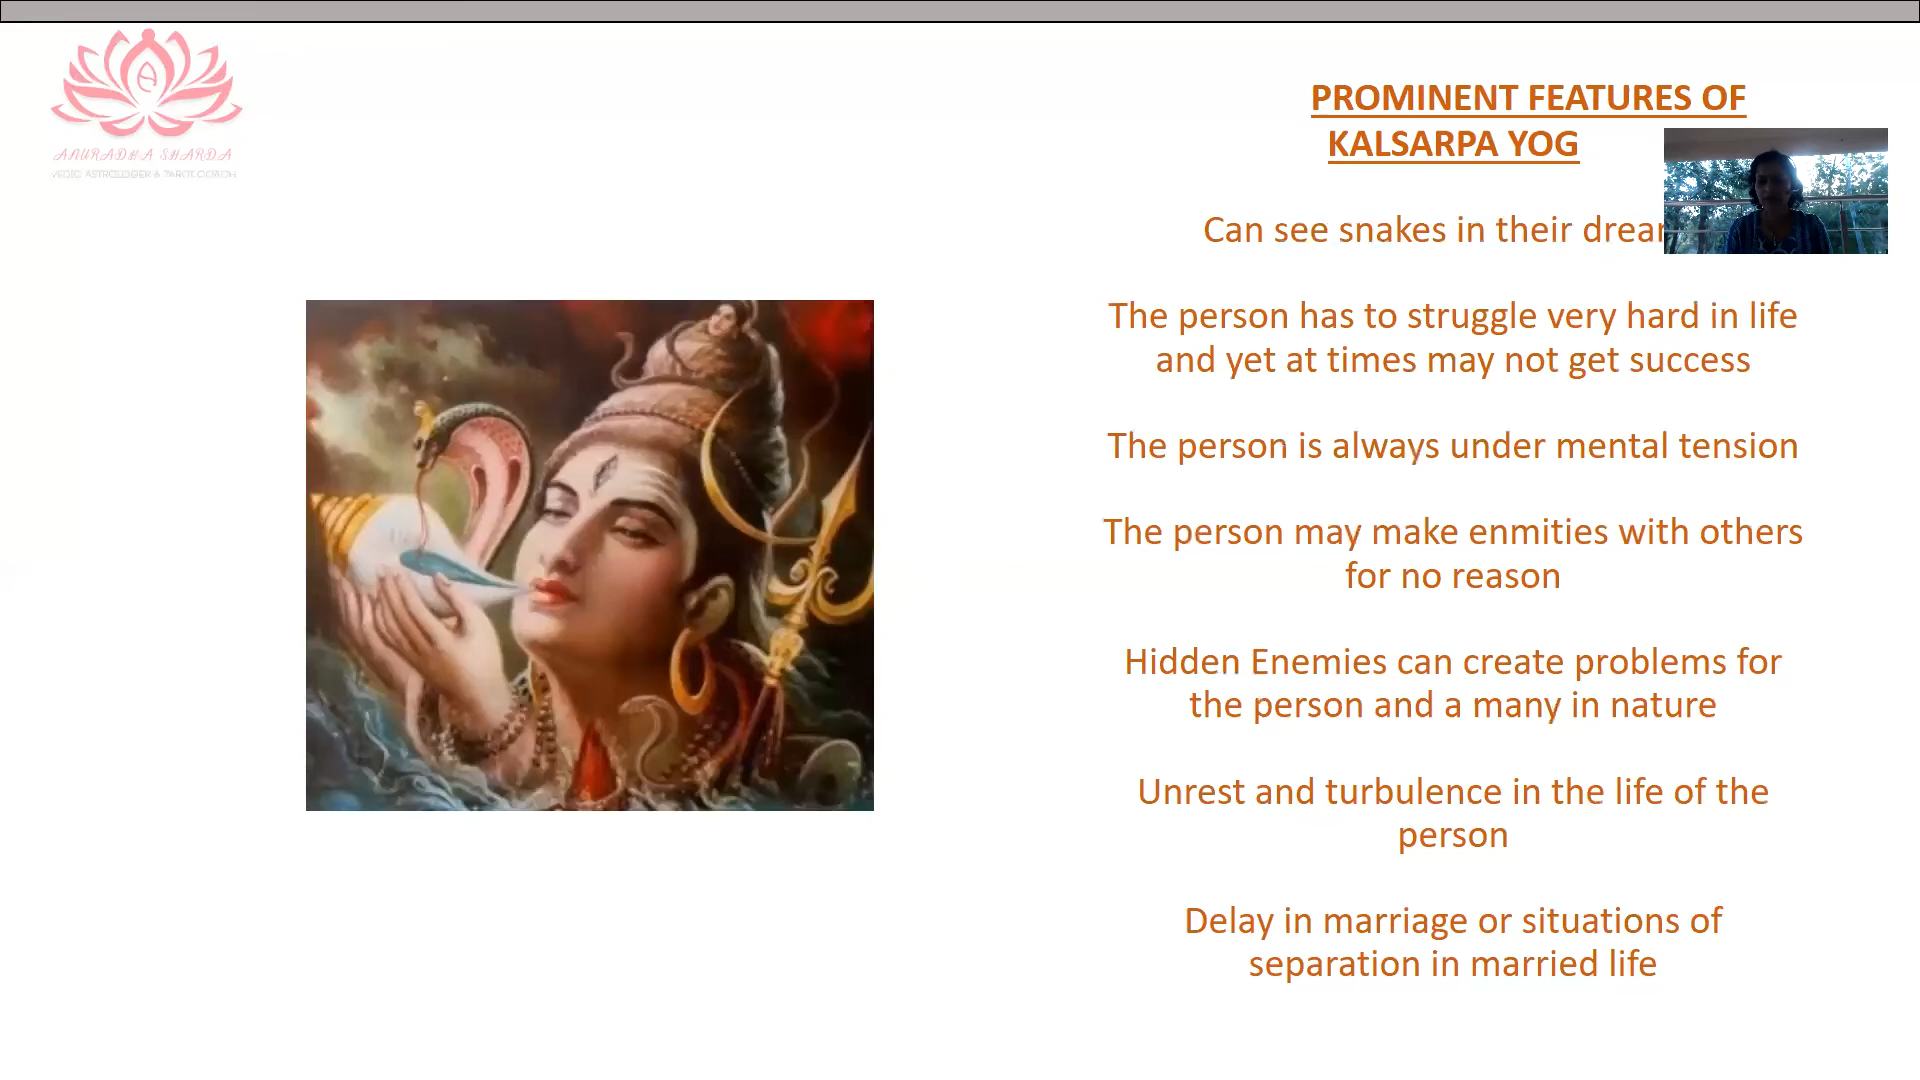 ANURADHA SHARDA
VEDIC ASTROLOGER & TAROT COACH
PROMINENT FEATURES OF
KALSARPA YOG
Can see snakes in their
The person has to struggle very hard in life
and yet at times may not get success
The person is always under mental tension
The person may make enmities with others
for no reason
Hidden Enemies can create problems for
the person and a many in nature
Unrest and turbulence in the life of the
person
Delay in marriage or situations of
separation in married life